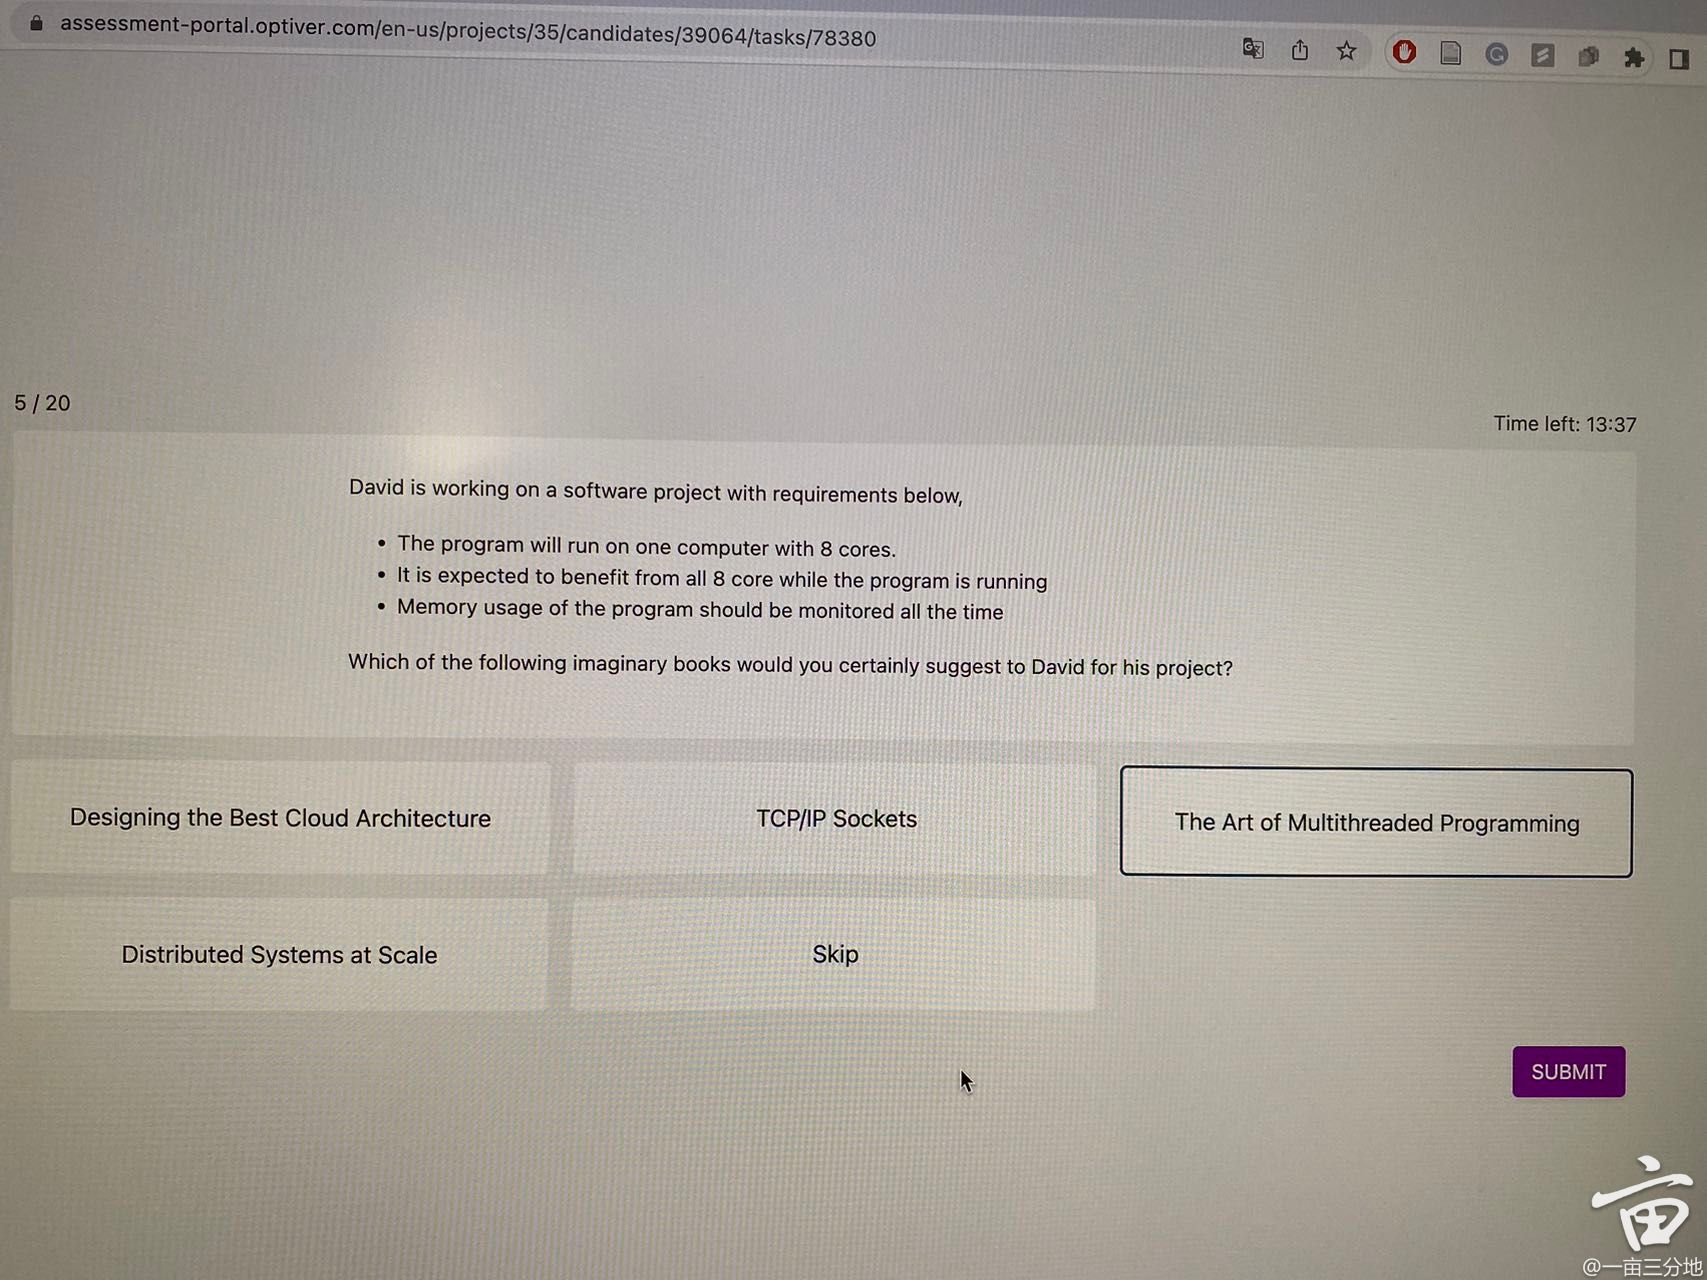 assessment-portal.optiver.com/en-us/projects/35/candidates/39064/tasks/78380
5 / 20
Time left: 13:37
David is working on a software project with requirements below,
• The program will run on one computer with 8 cores.
• It is expected to benefit from all 8 core while the program is running
• Memory usage of the program should be monitored all the time
Which of the following imaginary books would you certainly suggest to David for his project?
Designing the Best Cloud Architecture
TCP/IP Sockets
The Art of Multithreaded Programming
Distributed Systems at Scale
Skip
SUBMIT
亩
@一亩三分地